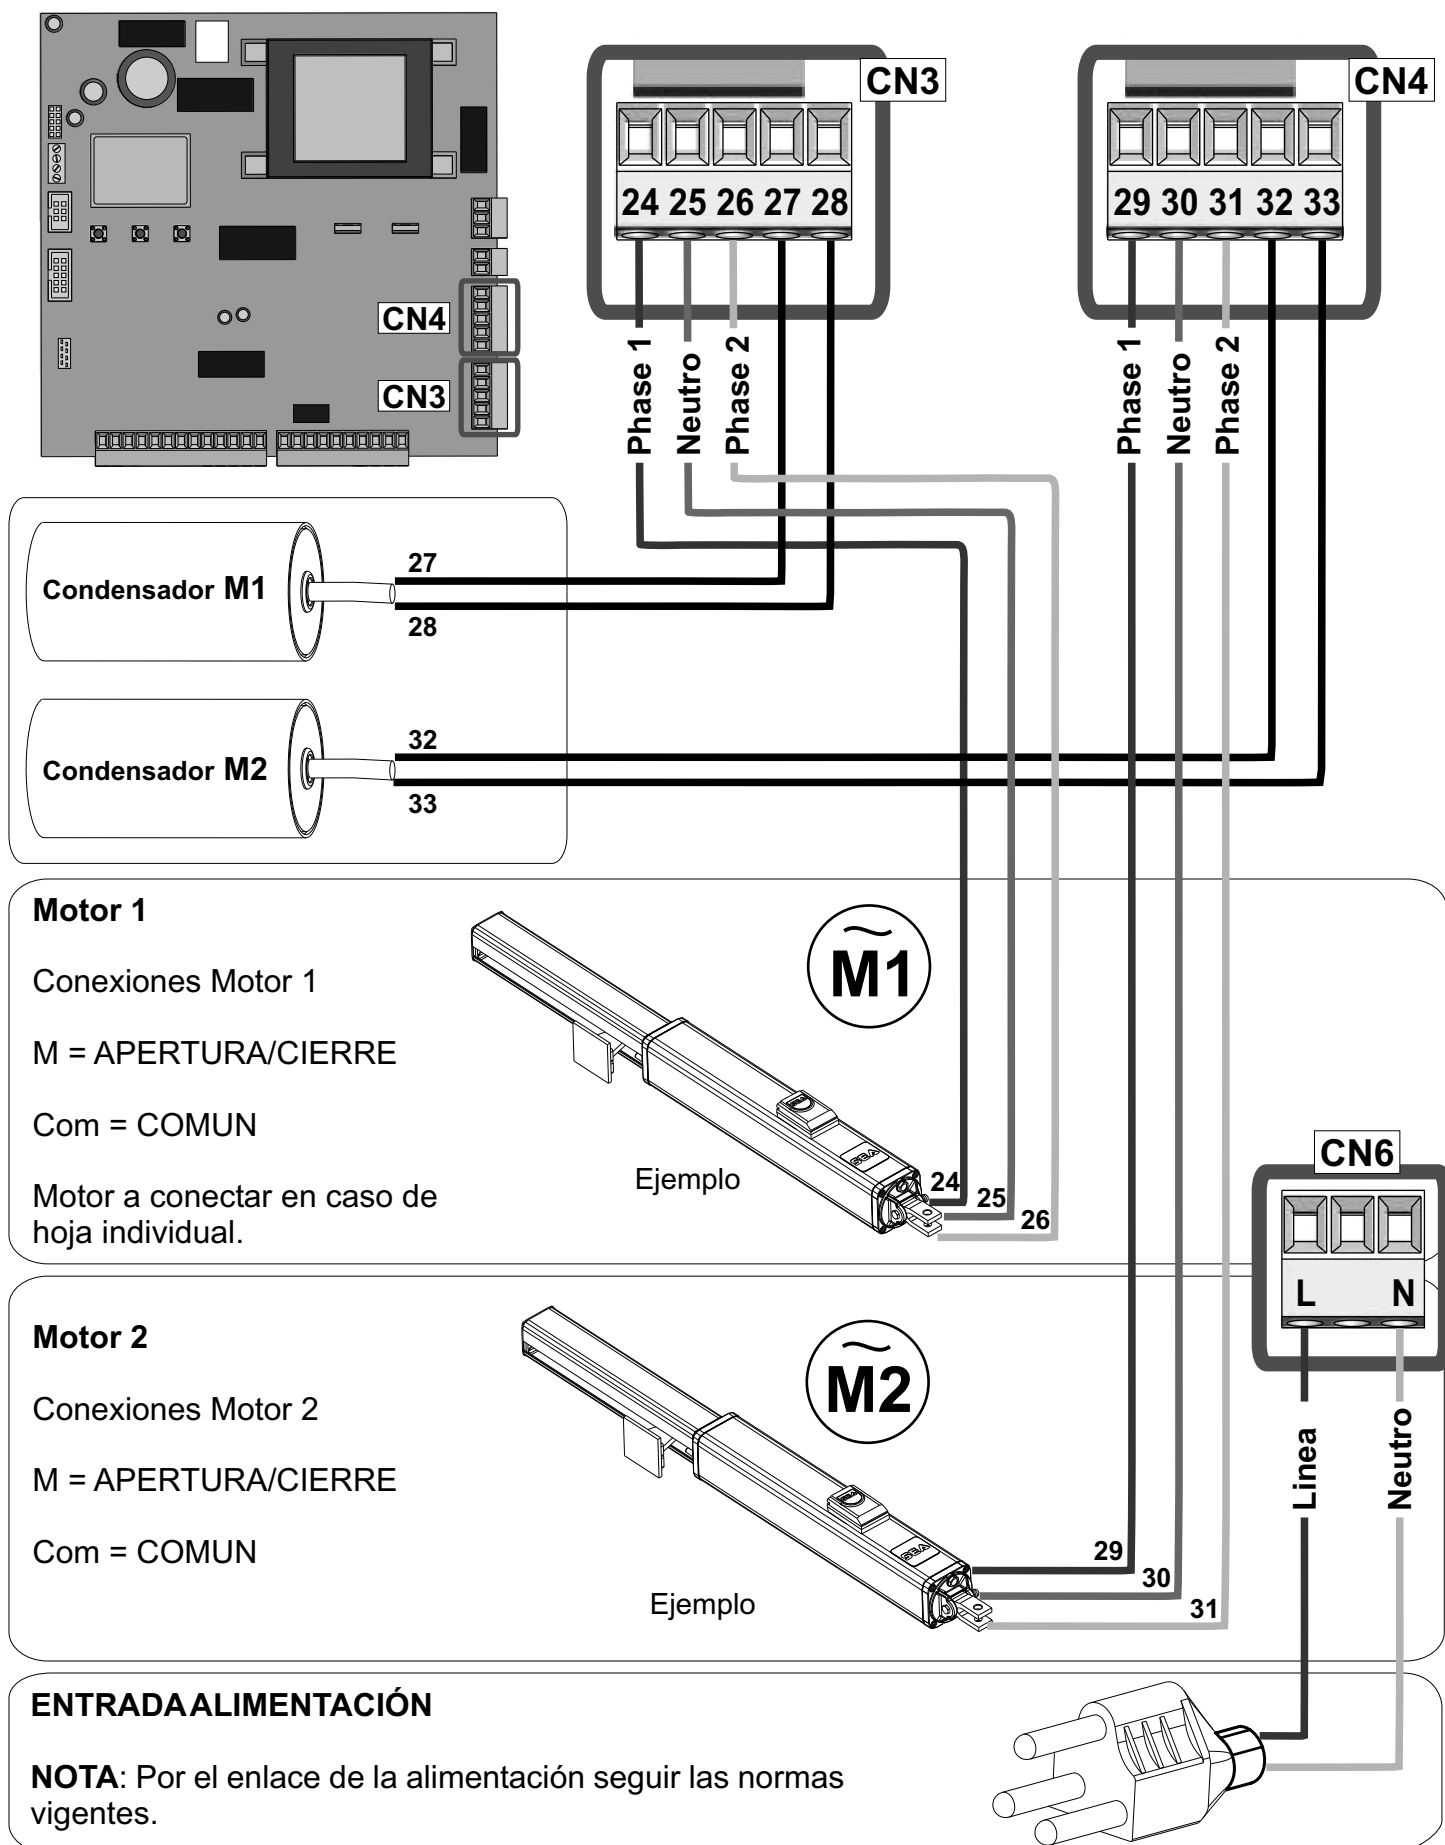 CN3
CN4
24 25 26 27 28
29 30 31 32 33
CN4
CN3
Phase 1
Neutro
Phase 2
Phase 1
Neutro
Phase 2
Condensador M1
27
28
Condensador M2
32
33
Motor 1
Conexiones Motor 1
M = APERTURA/CIERRE
Com = COMUN
Motor a conectar en caso de
hoja individual.
M1
SEA
Ejemplo
24
25
26
CN6
L N
Motor 2
Conexiones Motor 2
M = APERTURA/CIERRE
Com = COMUN
M2
SEA
Ejemplo
29
30
31
Linea
Neutro
ENTRADA ALIMENTACIÓN
NOTA: Por el enlace de la alimentación seguir las normas
vigentes.